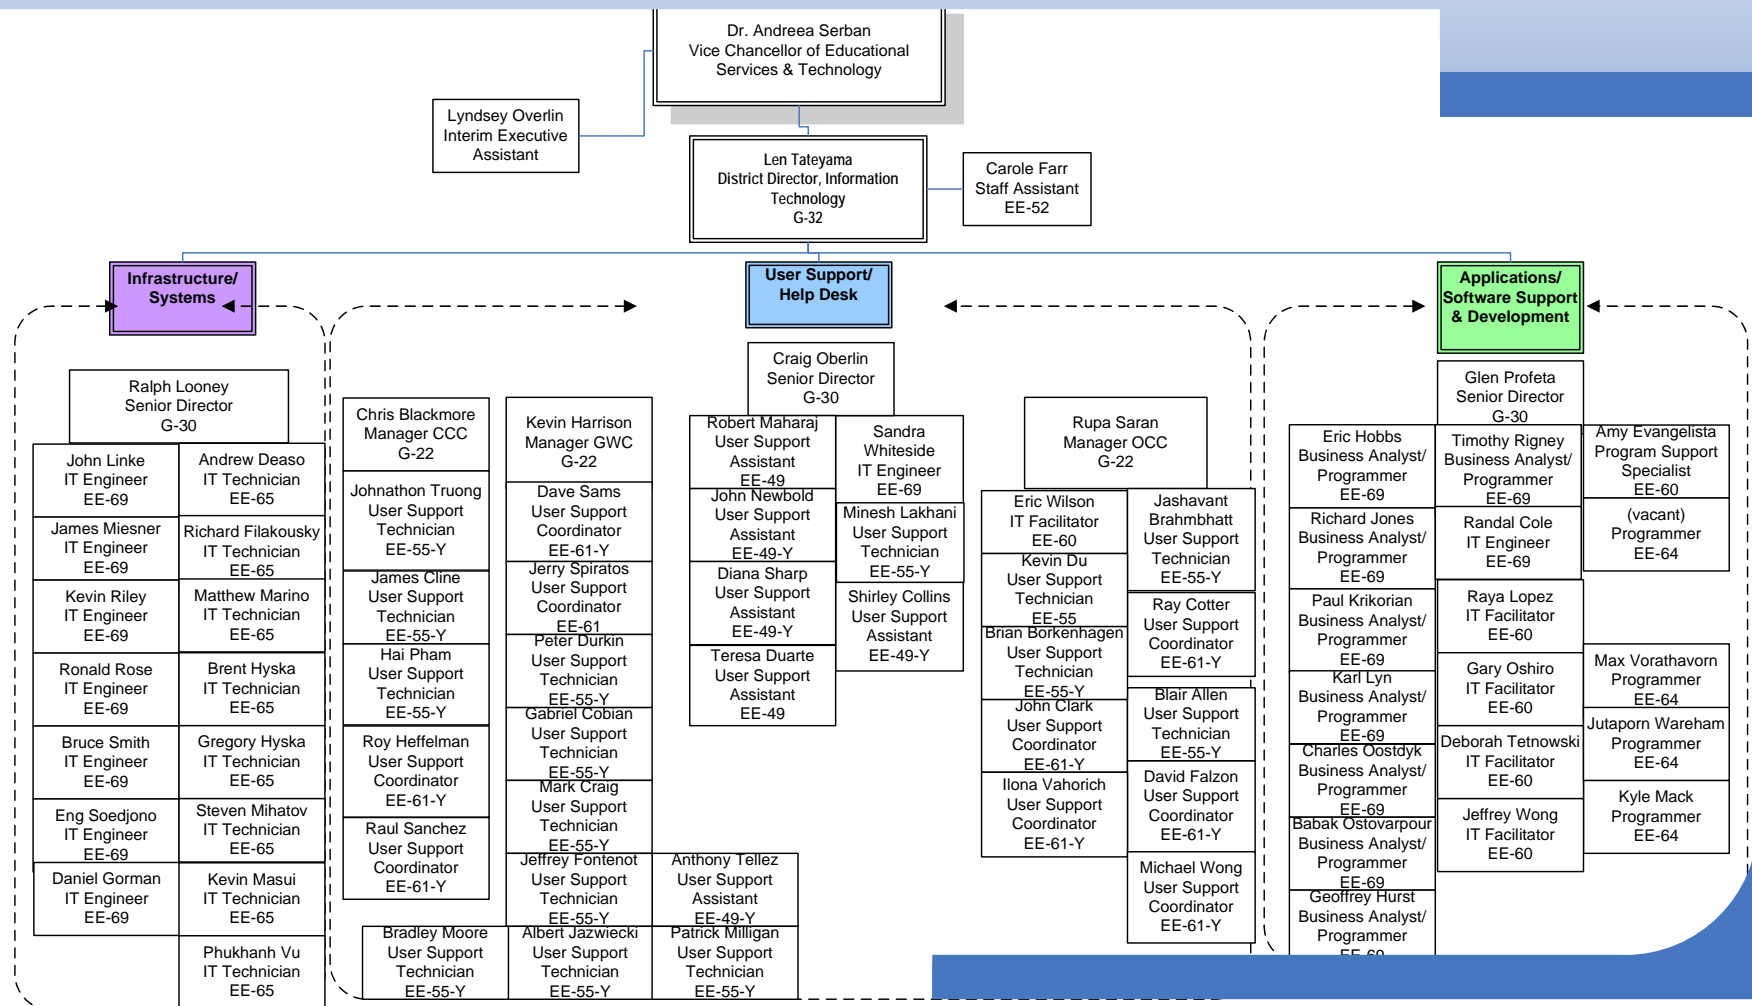 Dr. Andreea Serban
Vice Chancellor of Educational
Services & Technology
Lyndsey Overlin
Interim Executive
Assistant
Len Tateyama
District Director, Information
Technology
G-32
Carole Farr
Staff Assistant
EE-52
Infrastructure/
Systems
Ralph Looney
Senior Director
G-30
John Linke
IT Engineer
EE-69
James Miesner
IT Engineer
EE-69
Kevin Riley
IT Engineer
EE-69
Ronald Rose
IT Engineer
EE-69
Bruce Smith
IT Engineer
EE-69
Eng Soedjono
IT Engineer
EE-69
Daniel Gorman
IT Engineer
EE-69
Andrew Deaso
IT Technician
EE-65
Richard Filakousky
IT Technician
EE-65
Matthew Marino
IT Technician
EE-65
Brent Hyska
IT Technician
EE-65
Gregory Hyska
IT Technician
EE-65
Steven Mihatov
IT Technician
EE-65
Kevin Masui
IT Technician
EE-65
Phukhanh Vu
IT Technician
EE-65
User Support/
Help Desk
Craig Oberlin
Senior Director
G-30
Chris Blackmore
Manager CCC
G-22
Johnathon Truong
User Support
Technician
EE-55-Y
James Cline
User Support
Technician
EE-55-Y
Hai Pham
User Support
Technician
EE-55-Y
Roy Heffelman
User Support
Coordinator
EE-61-Y
Raul Sanchez
User Support
Coordinator
EE-61-Y
Kevin Harrison
Manager GWC
G-22
Dave Sams
User Support
Coordinator
EE-61-Y
Jerry Spiratos
User Support
Coordinator
EE-61
Peter Durkin
User Support
Technician
EE-55-Y
Gabriel Cobian
User Support
Technician
EE-55-Y
Mark Craig
User Support
Technician
EE-55-Y
Jeffrey Fontenot
User Support
Technician
EE-55-Y
Anthony Tellez
User Support
Assistant
EE-49-Y
Bradley Moore
User Support
Technician
EE-55-Y
Albert Jazwiecki
User Support
Technician
EE-55-Y
Patrick Milligan
User Support
Technician
EE-55-Y
Robert Maharaj
User Support
Assistant
EE-49
John Newbold
User Support
Assistant
EE-49-Y
Diana Sharp
User Support
Assistant
EE-49-Y
Teresa Duarte
User Support
Assistant
EE-49
Sandra
Whiteside
IT Engineer
EE-69
Minesh Lakhani
User Support
Technician
EE-55-Y
Shirley Collins
User Support
Assistant
EE-49-Y
Rupa Saran
Manager OCC
G-22
Eric Wilson
IT Facilitator
EE-60
Kevin Du
User Support
Technician
EE-55
Brian Borkenhagen
User Support
Technician
EE-55-Y
John Clark
User Support
Coordinator
EE-61-Y
Ilona Vahorich
User Support
Coordinator
EE-61-Y
Jashavant
Brahmbhatt
User Support
Technician
EE-55-Y
Ray Cotter
User Support
Coordinator
EE-61-Y
Blair Allen
User Support
Technician
EE-55-Y
David Falzon
User Support
Coordinator
EE-61-Y
Michael Wong
User Support
Coordinator
EE-61-Y
Applications/
Software Support
& Development
Glen Profeta
Senior Director
G-30
Eric Hobbs
Business Analyst/
Programmer
EE-69
Richard Jones
Business Analyst/
Programmer
EE-69
Paul Krikorian
Business Analyst/
Programmer
EE-69
Karl Lyn
Business Analyst/
Programmer
EE-69
Charles Oostdyk
Business Analyst/
Programmer
EE-69
Babak Ostovarpour
Business Analyst/
Programmer
EE-69
Geoffrey Hurst
Business Analyst/
Programmer
EE-69
Timothy Rigney
Business Analyst/
Programmer
EE-69
Randal Cole
IT Engineer
EE-69
Raya Lopez
IT Facilitator
EE-60
Gary Oshiro
IT Facilitator
EE-60
Deborah Tetnowski
IT Facilitator
EE-60
Jeffrey Wong
IT Facilitator
EE-60
Amy Evangelista
Program Support
Specialist
EE-60
(vacant)
Programmer
EE-64
Max Vorathavorn
Programmer
EE-64
Jutaporn Wareham
Programmer
EE-64
Kyle Mack
Programmer
EE-64